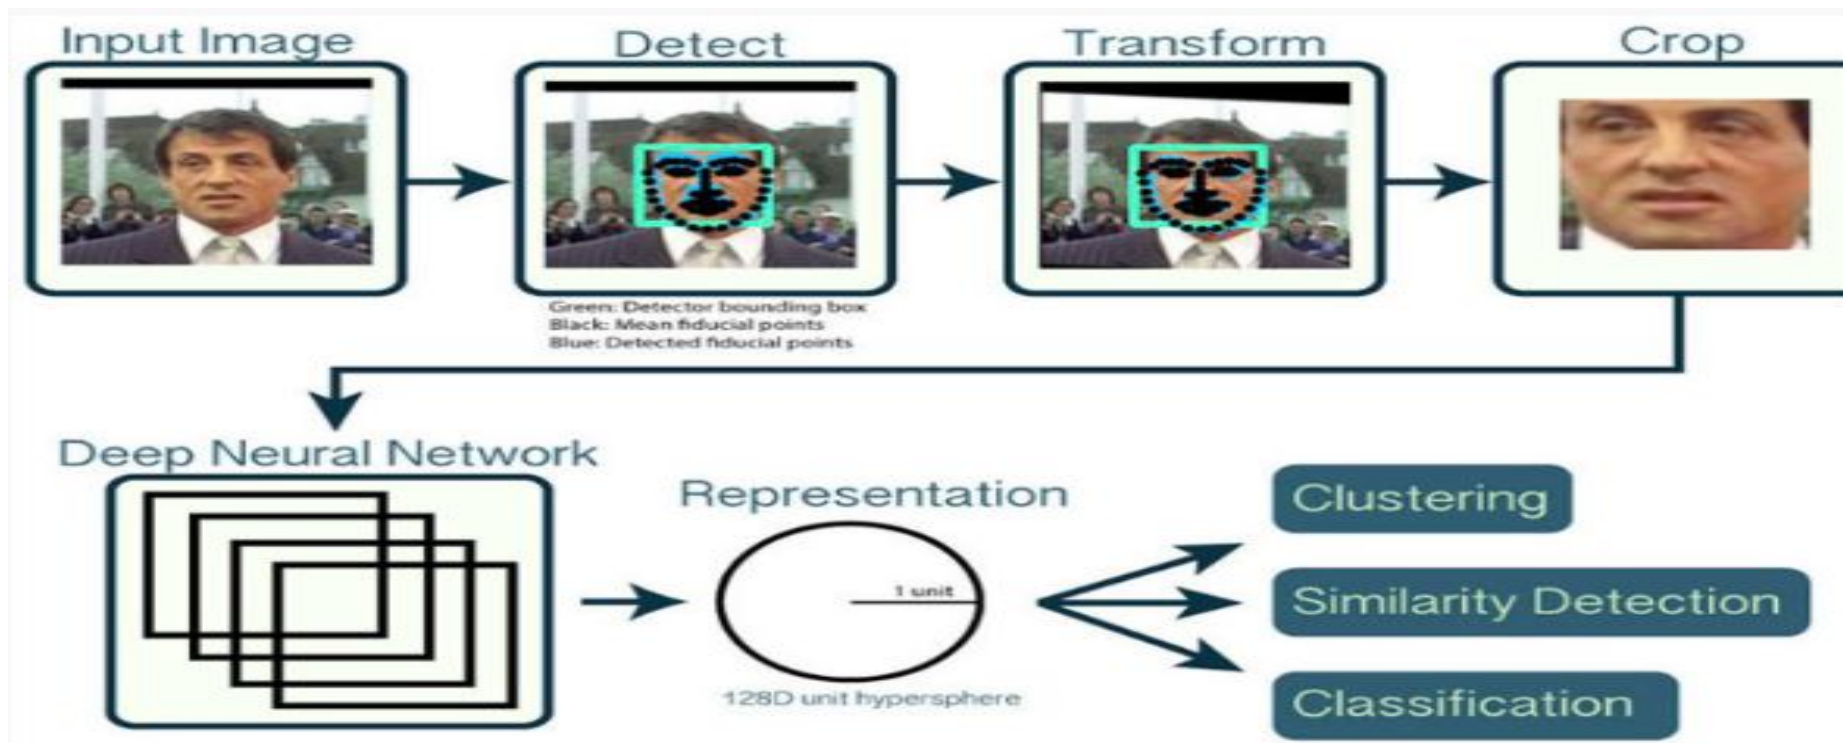 Input Image
Detect
Transform
Crop
Green: Detector bounding box
Black: Mean fiducial points
Blue: Detected fiducial points
Deep Neural Network
Representation
1 unit
128D unit hypersphere
Clustering
Similarity Detection
Classification